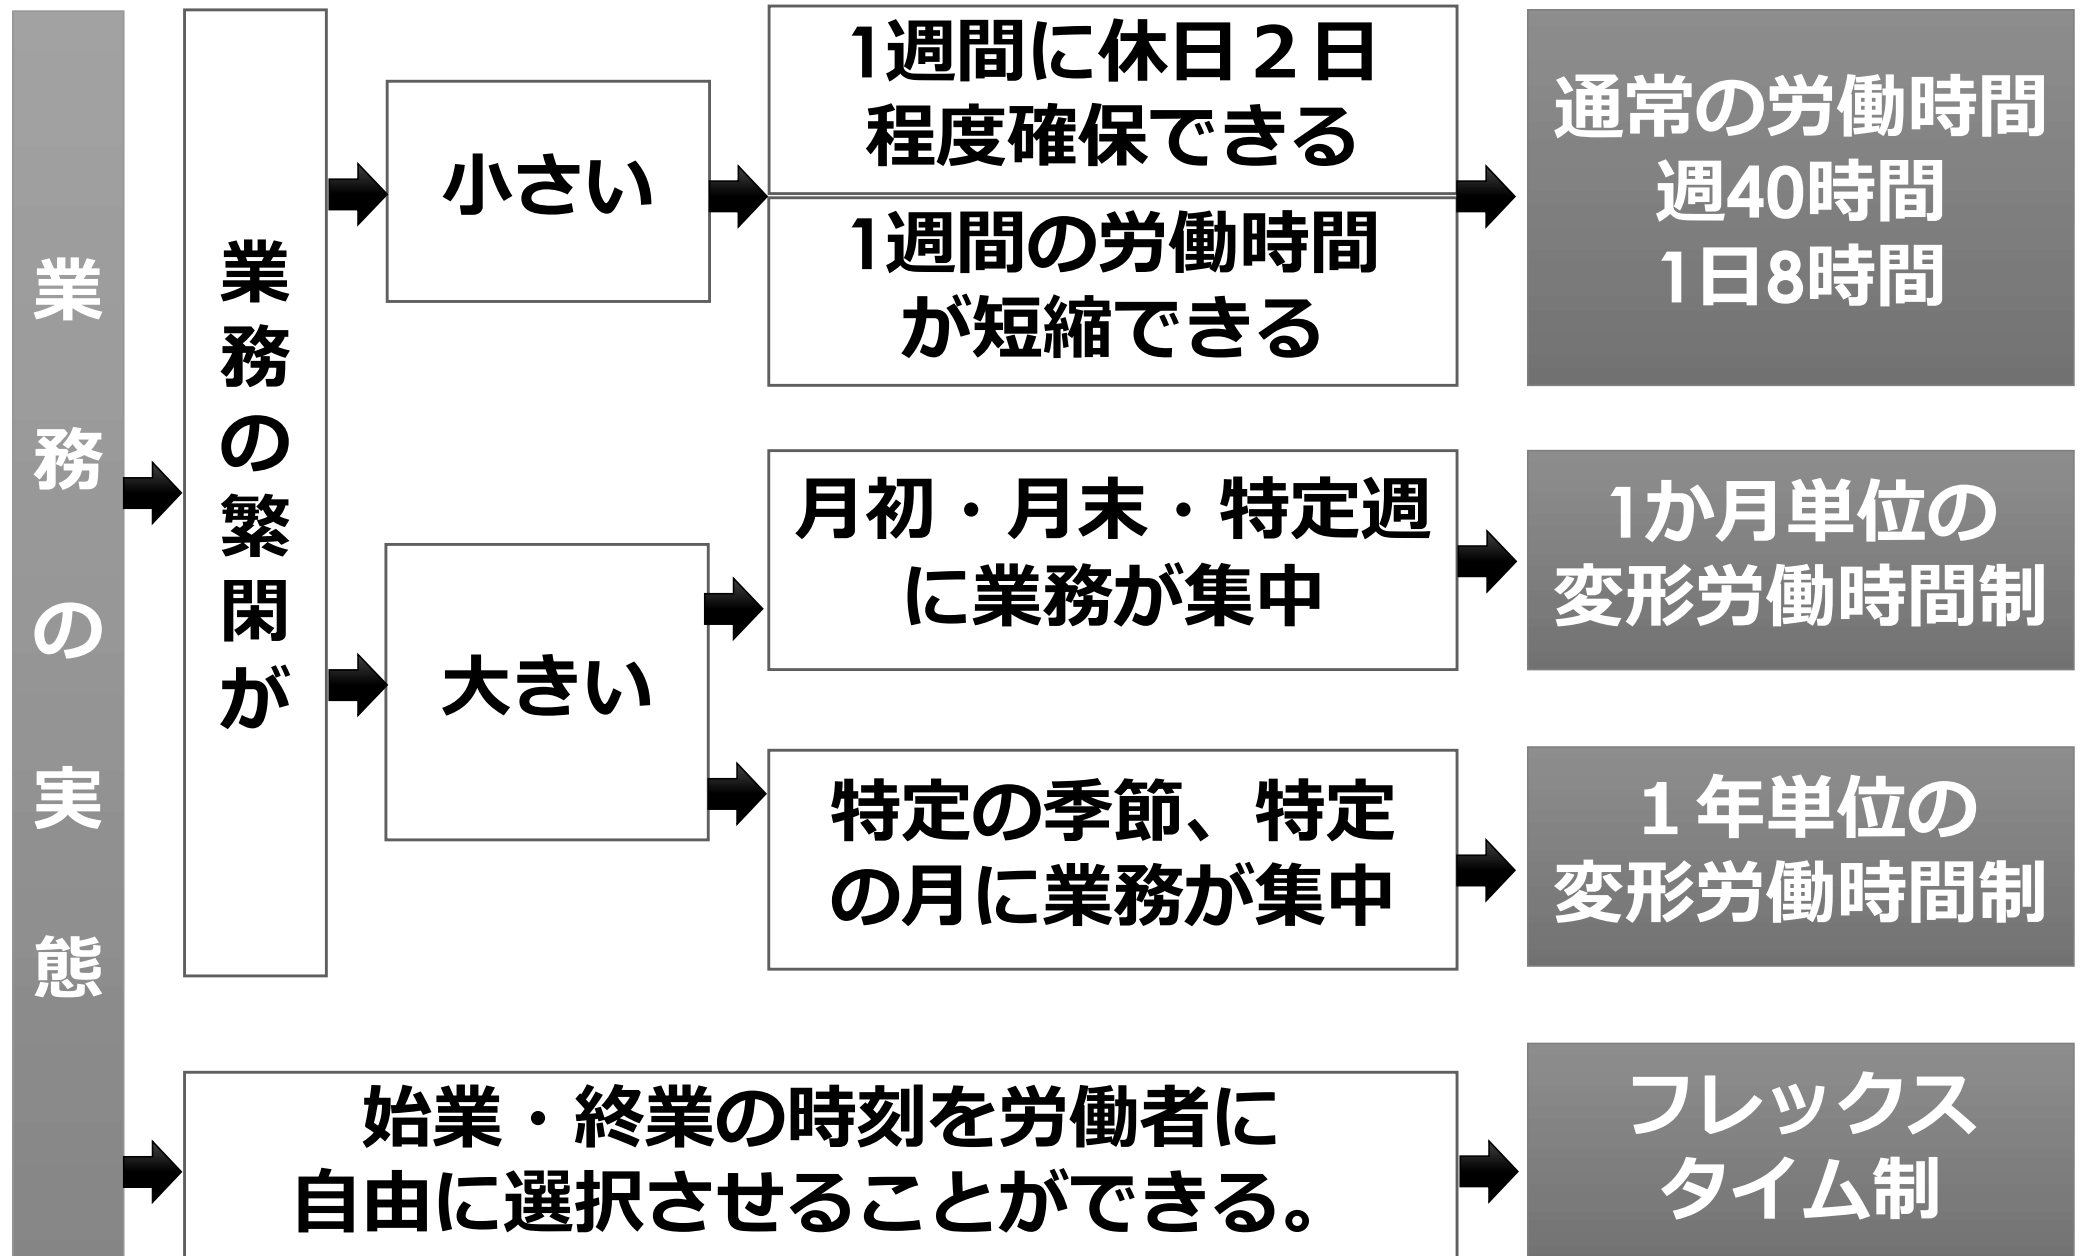 業務の実態
業務の繁閑が
小さい
1週間に休日２日
程度確保できる
1週間の労働時間
が短縮できる
通常の労働時間
週40時間
1日8時間
大きい
月初・月末・特定週
に業務が集中
1か月単位の
変形労働時間制
特定の季節、特定
の月に業務が集中
１年単位の
変形労働時間制
始業・終業の時刻を労働者に
自由に選択させることができる。
フレックス
タイム制